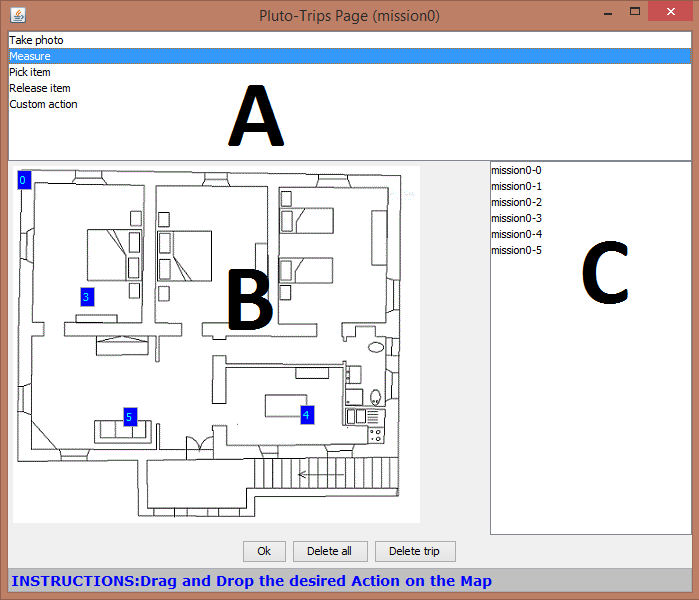 Pluto-Trips Page (mission0)
Take photo
Measure
Pick item
Release item
Custom action
A
0
3
5
4
B
mission0-0
mission0-1
mission0-2
mission0-3
mission0-4
mission0-5
C
Ok
Delete all
Delete trip
INSTRUCTIONS:Drag and Drop the desired Action on the Map